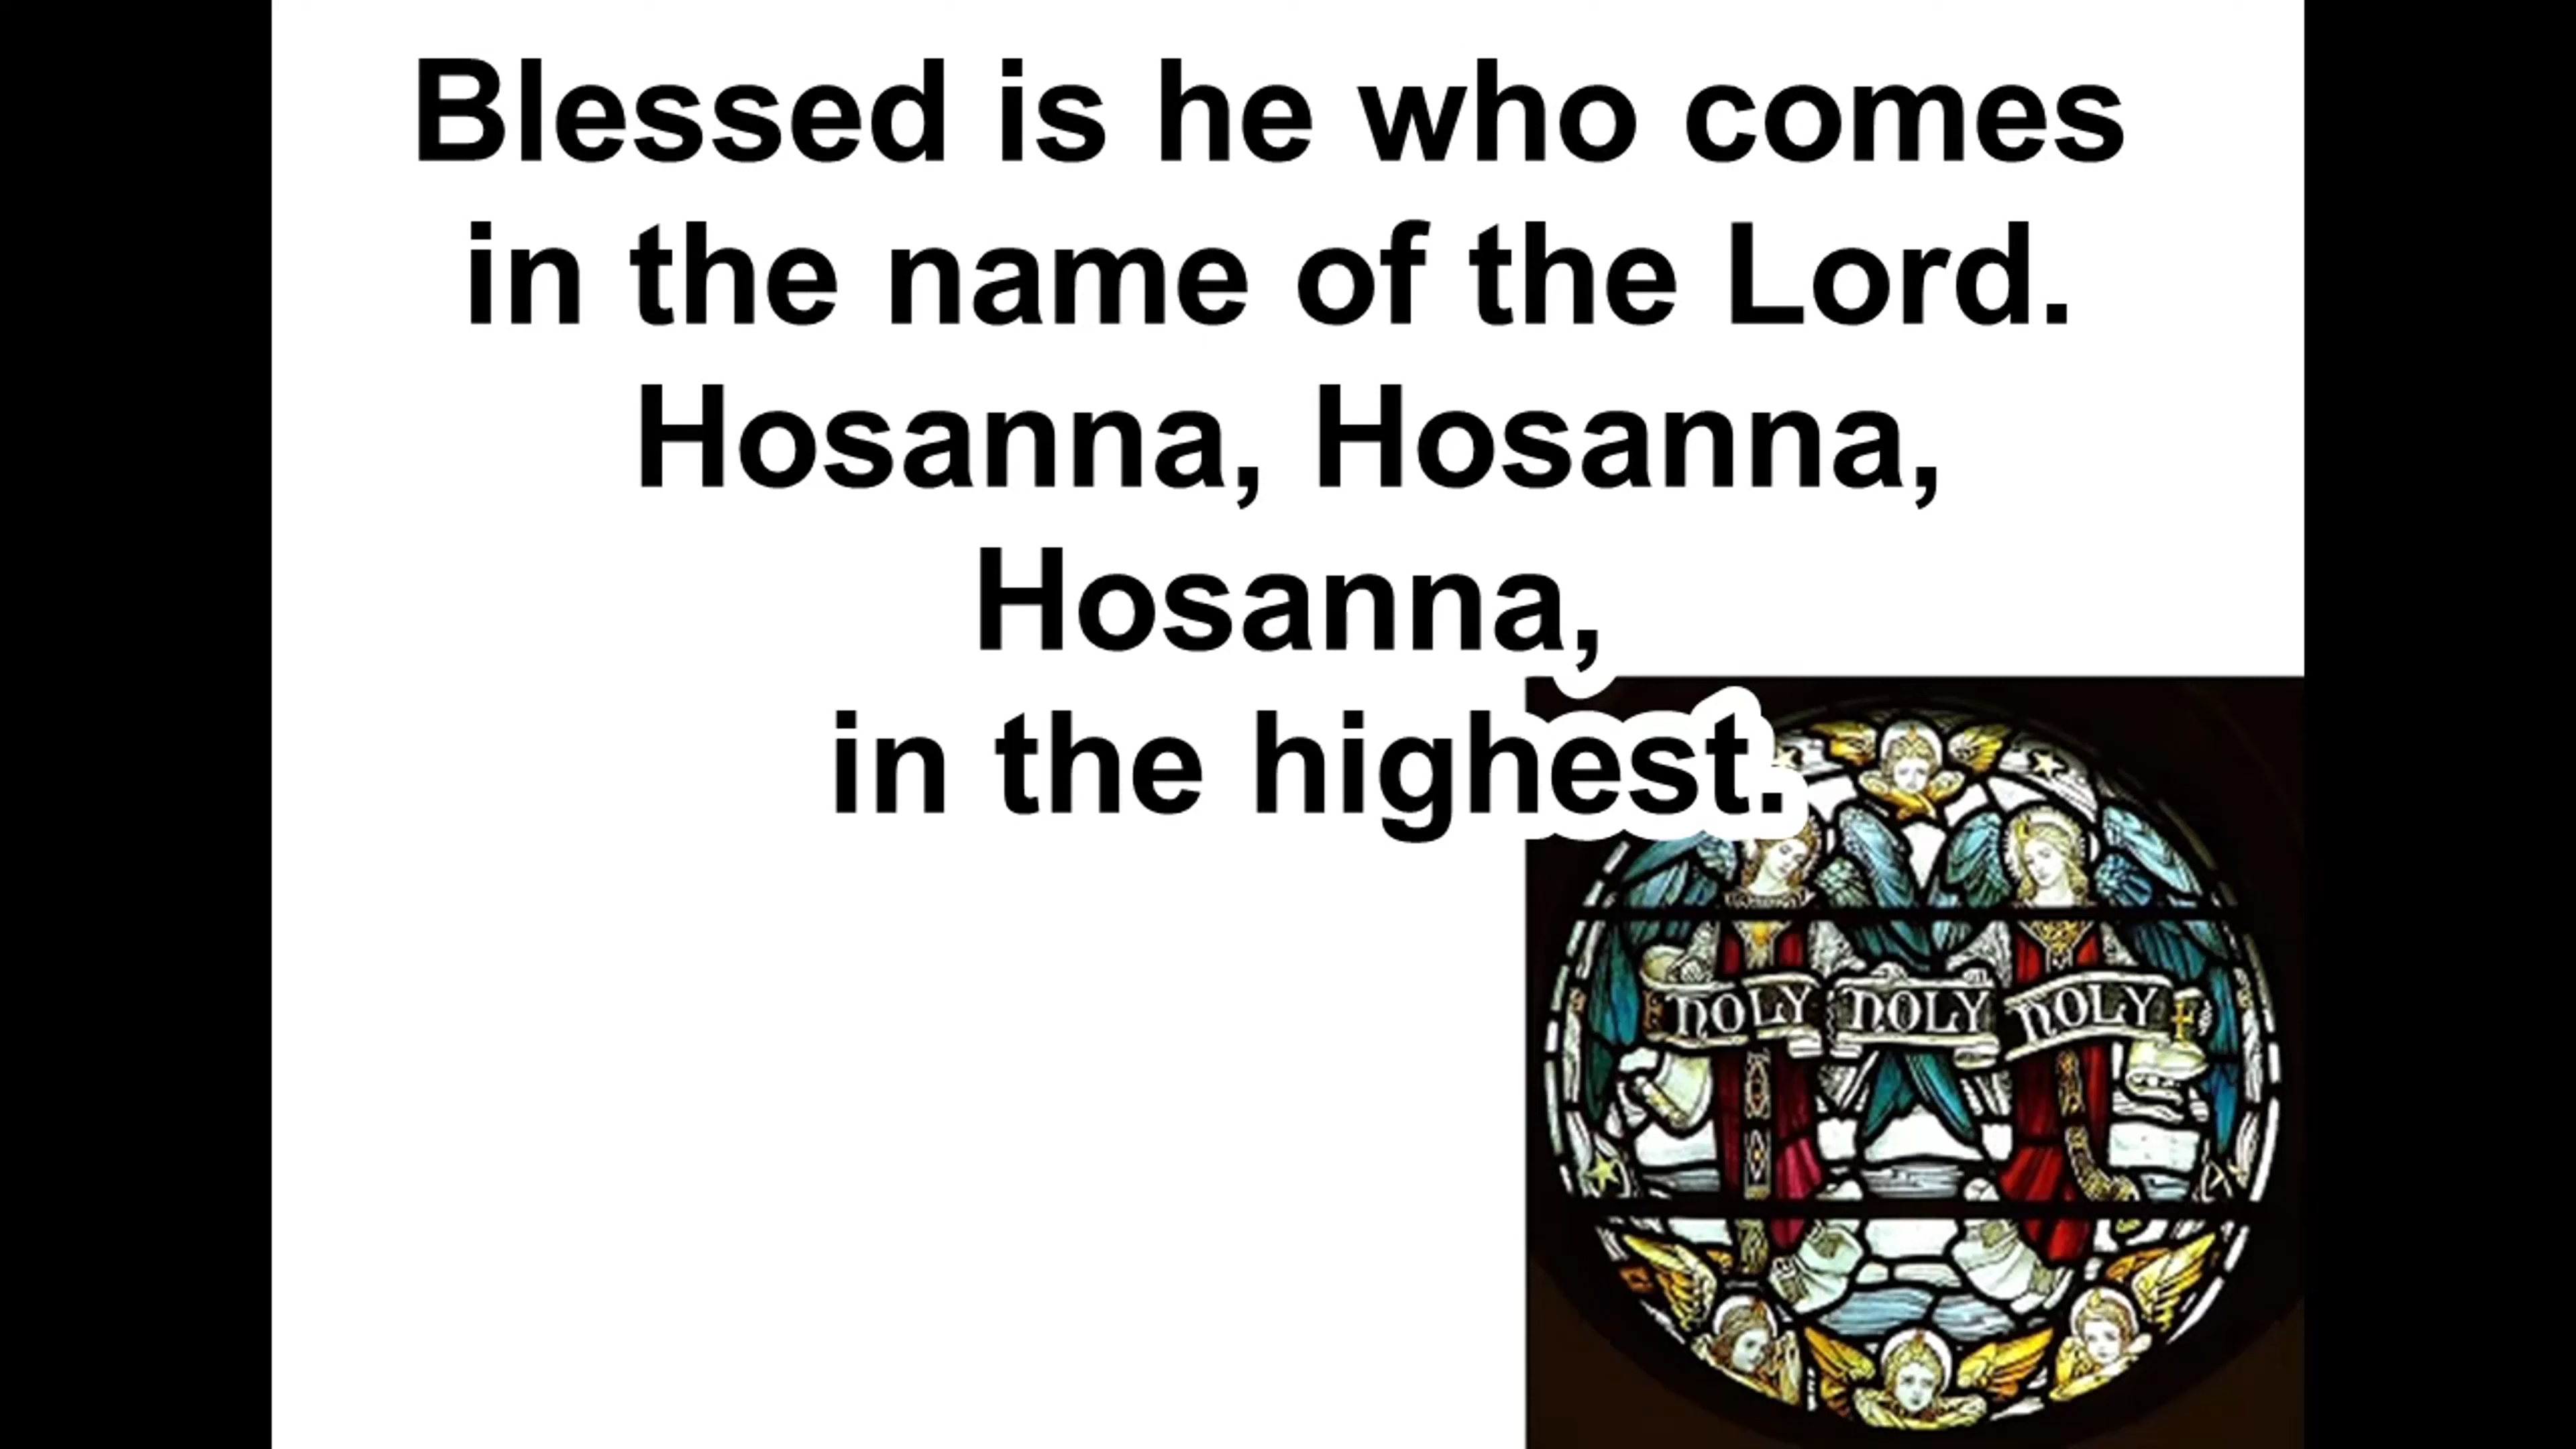 Blessed is he who comes
in the name of the Lord.
Hosanna, Hosanna,
Hosanna,
in the highest.
HOLY HOLY HOLY